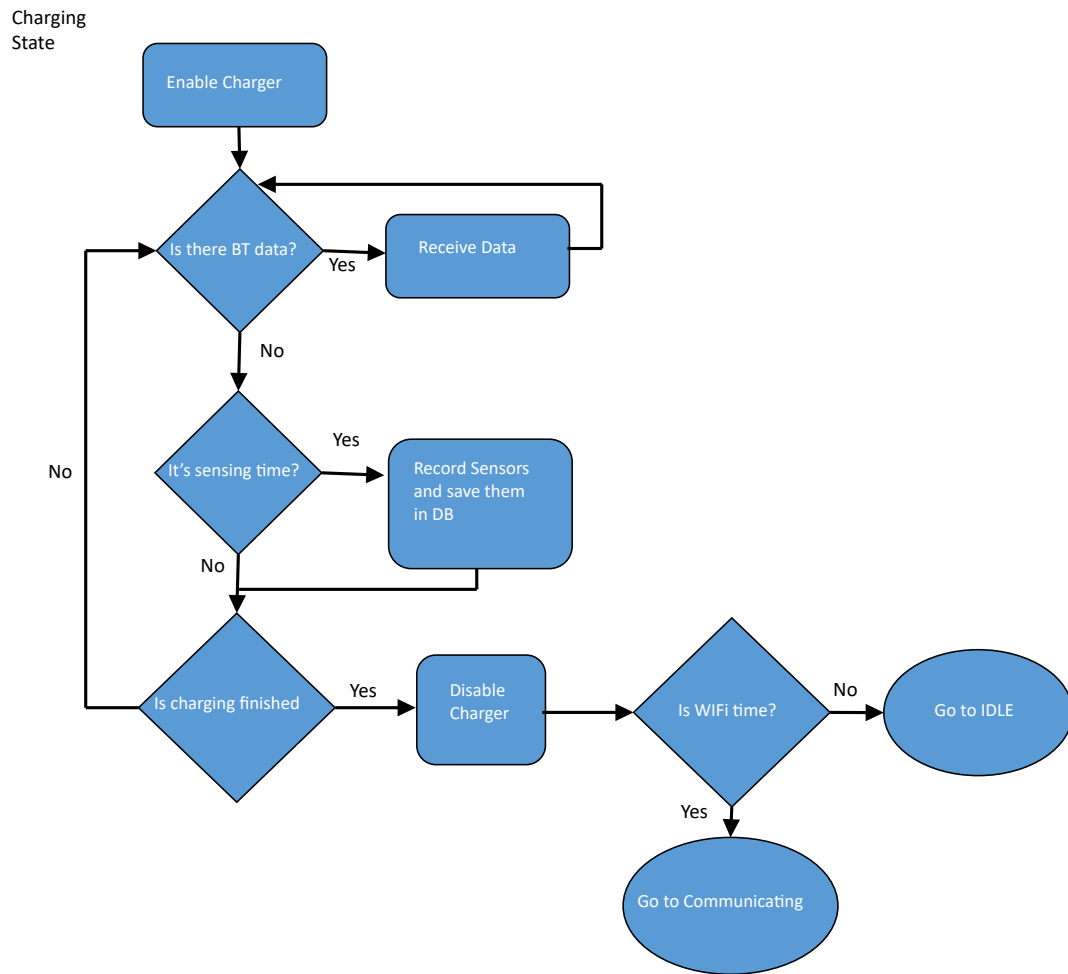 Charging
State
Enable Charger
Is there BT data?
Yes
Receive Data
No
It's sensing time?
Yes
Record Sensors
and save them
in DB
No
No
Is charging finished
Yes
Disable
Charger
Is WIFi time?
No
Go to IDLE
Yes
Go to Communicating